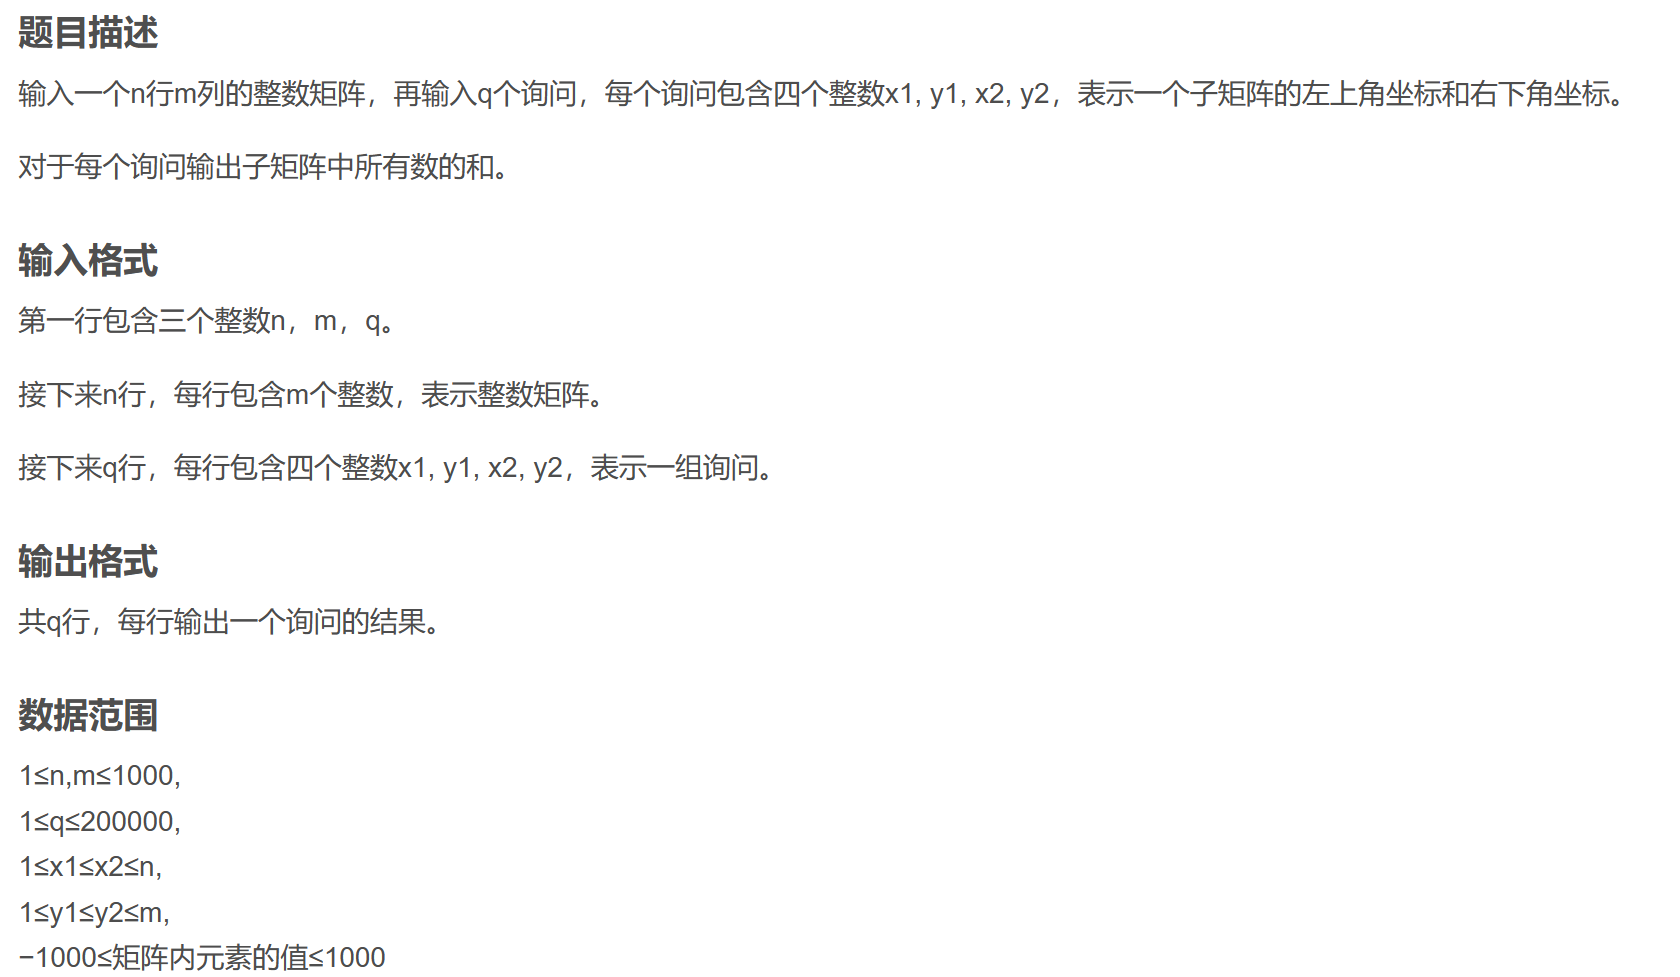 题目描述
输入一个n行m列的整数矩阵，再输入q个询问，每个询问包含四个整数x1, y1, x2, y2，表示一个子矩阵的左上角坐标和右下角坐标。
对于每个询问输出子矩阵中所有数的和。
输入格式
第一行包含三个整数n，m，q。
接下来n行，每行包含m个整数，表示整数矩阵。
接下来q行，每行包含四个整数x1, y1, x2, y2，表示一组询问。
输出格式
共q行，每行输出一个询问的结果。
数据范围
1≤n,m≤1000,
1≤q≤200000,
1≤x1≤x2≤n,
1≤y1≤y2≤m,
−1000≤矩阵内元素的值≤1000